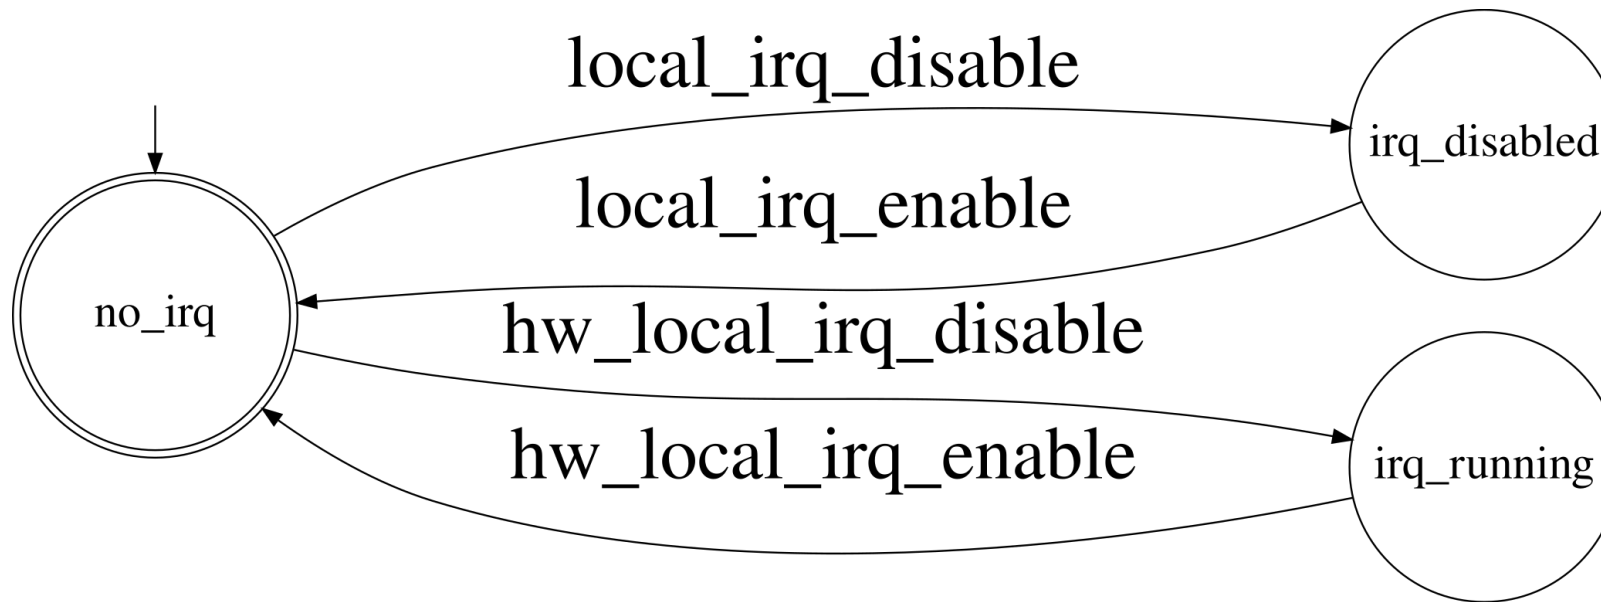 local_irq_disable
irq_disabled
local_irq_enable
no_irq
hw_local_irq_disable
hw_local_irq_enable
irq_running